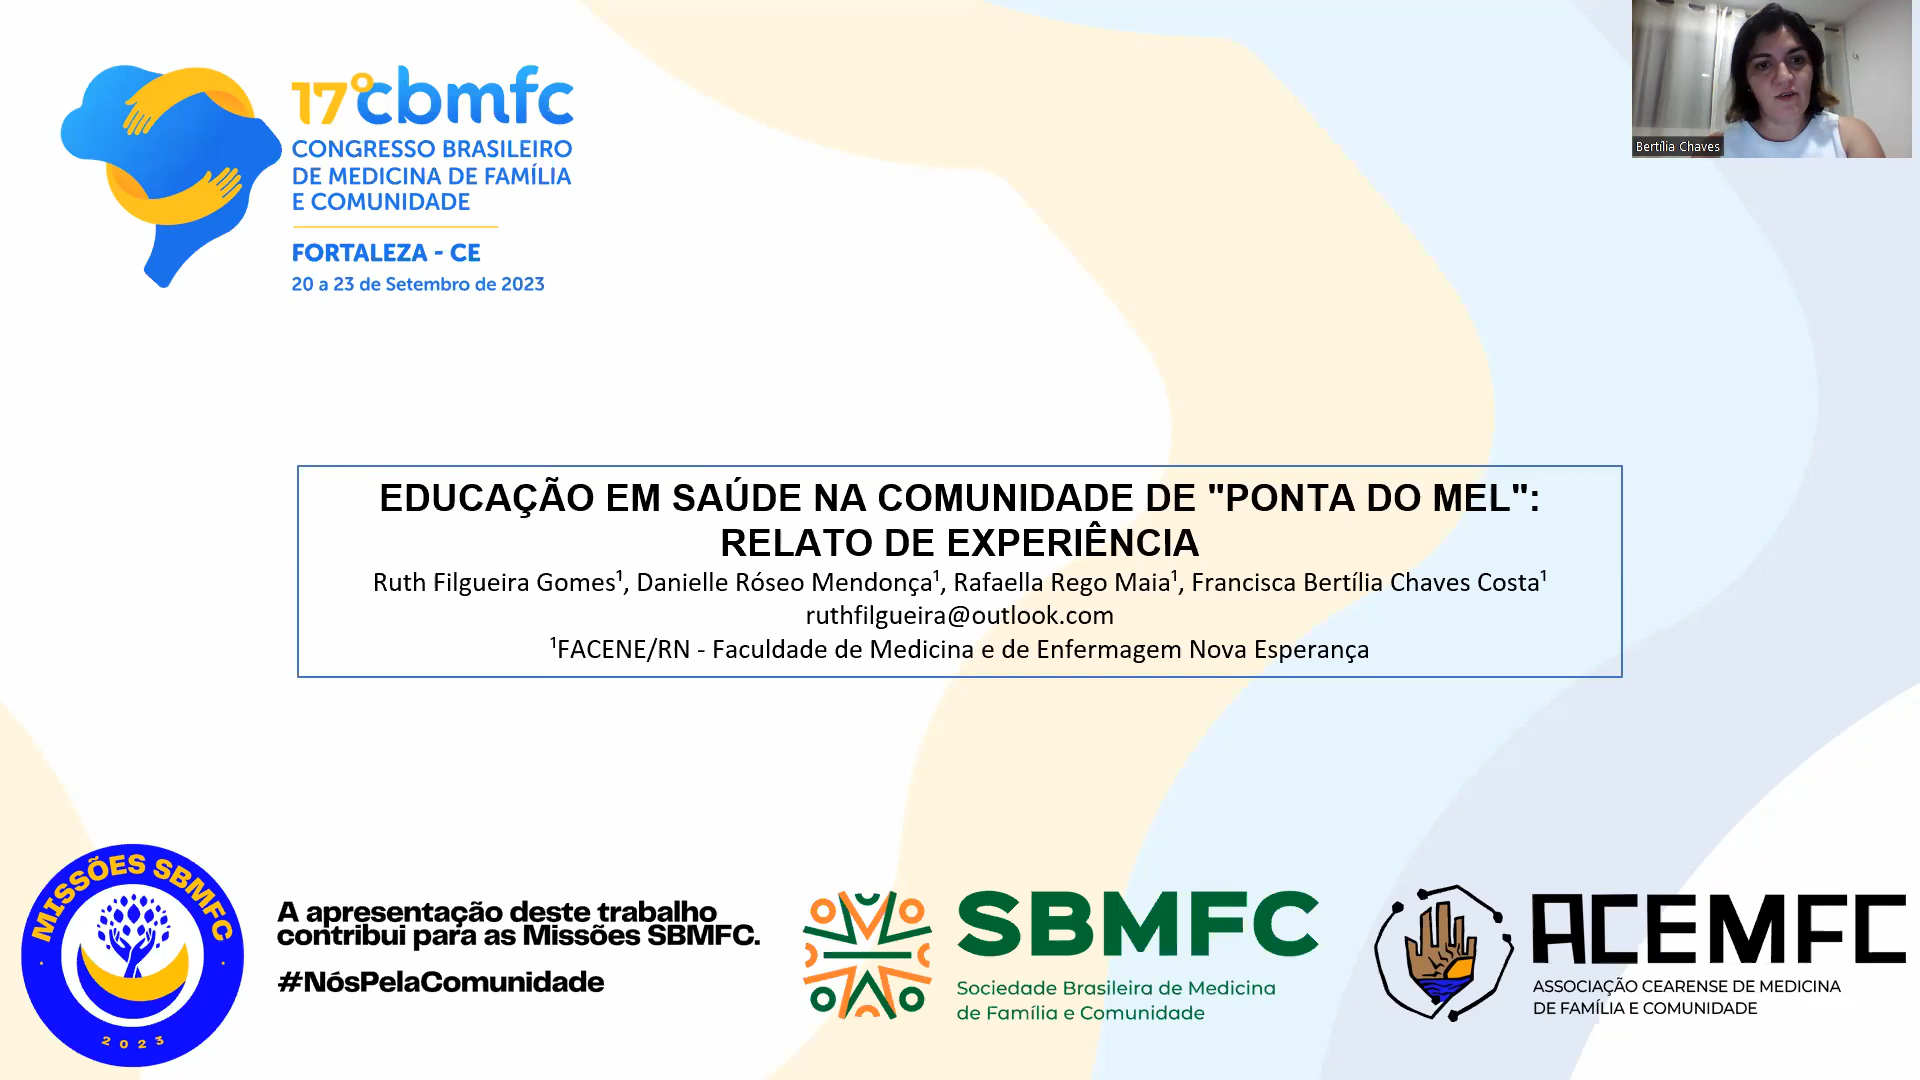 17º cbmfc
CONGRESSO BRASILEIRO
DE MEDICINA DE FAMÍLIA
E COMUNIDADE
FORTALEZA - CE
20 a 23 de Setembro de 2023
Bertília Chaves
EDUCAÇÃO EM SAÚDE NA COMUNIDADE DE "PONTA DO MEL":
RELATO DE EXPERIÊNCIA
Ruth Filgueira Gomes¹, Danielle Róseo Mendonça¹, Rafaella Rego Maia¹, Francisca Bertília Chaves Costa¹
ruthfilgueira@outlook.com
¹FACENE/RN - Faculdade de Medicina e de Enfermagem Nova Esperança
MISSÕES SBMFC
2023
A apresentação deste trabalho
contribui para as Missões SBMFC.
#NósPelaComunidade
SBMFC
Sociedade Brasileira de Medicina
de Família e Comunidade
ACEMFC
ASSOCIAÇÃO CEARENSE DE MEDICINA
DE FAMÍLIA E COMUNIDADE